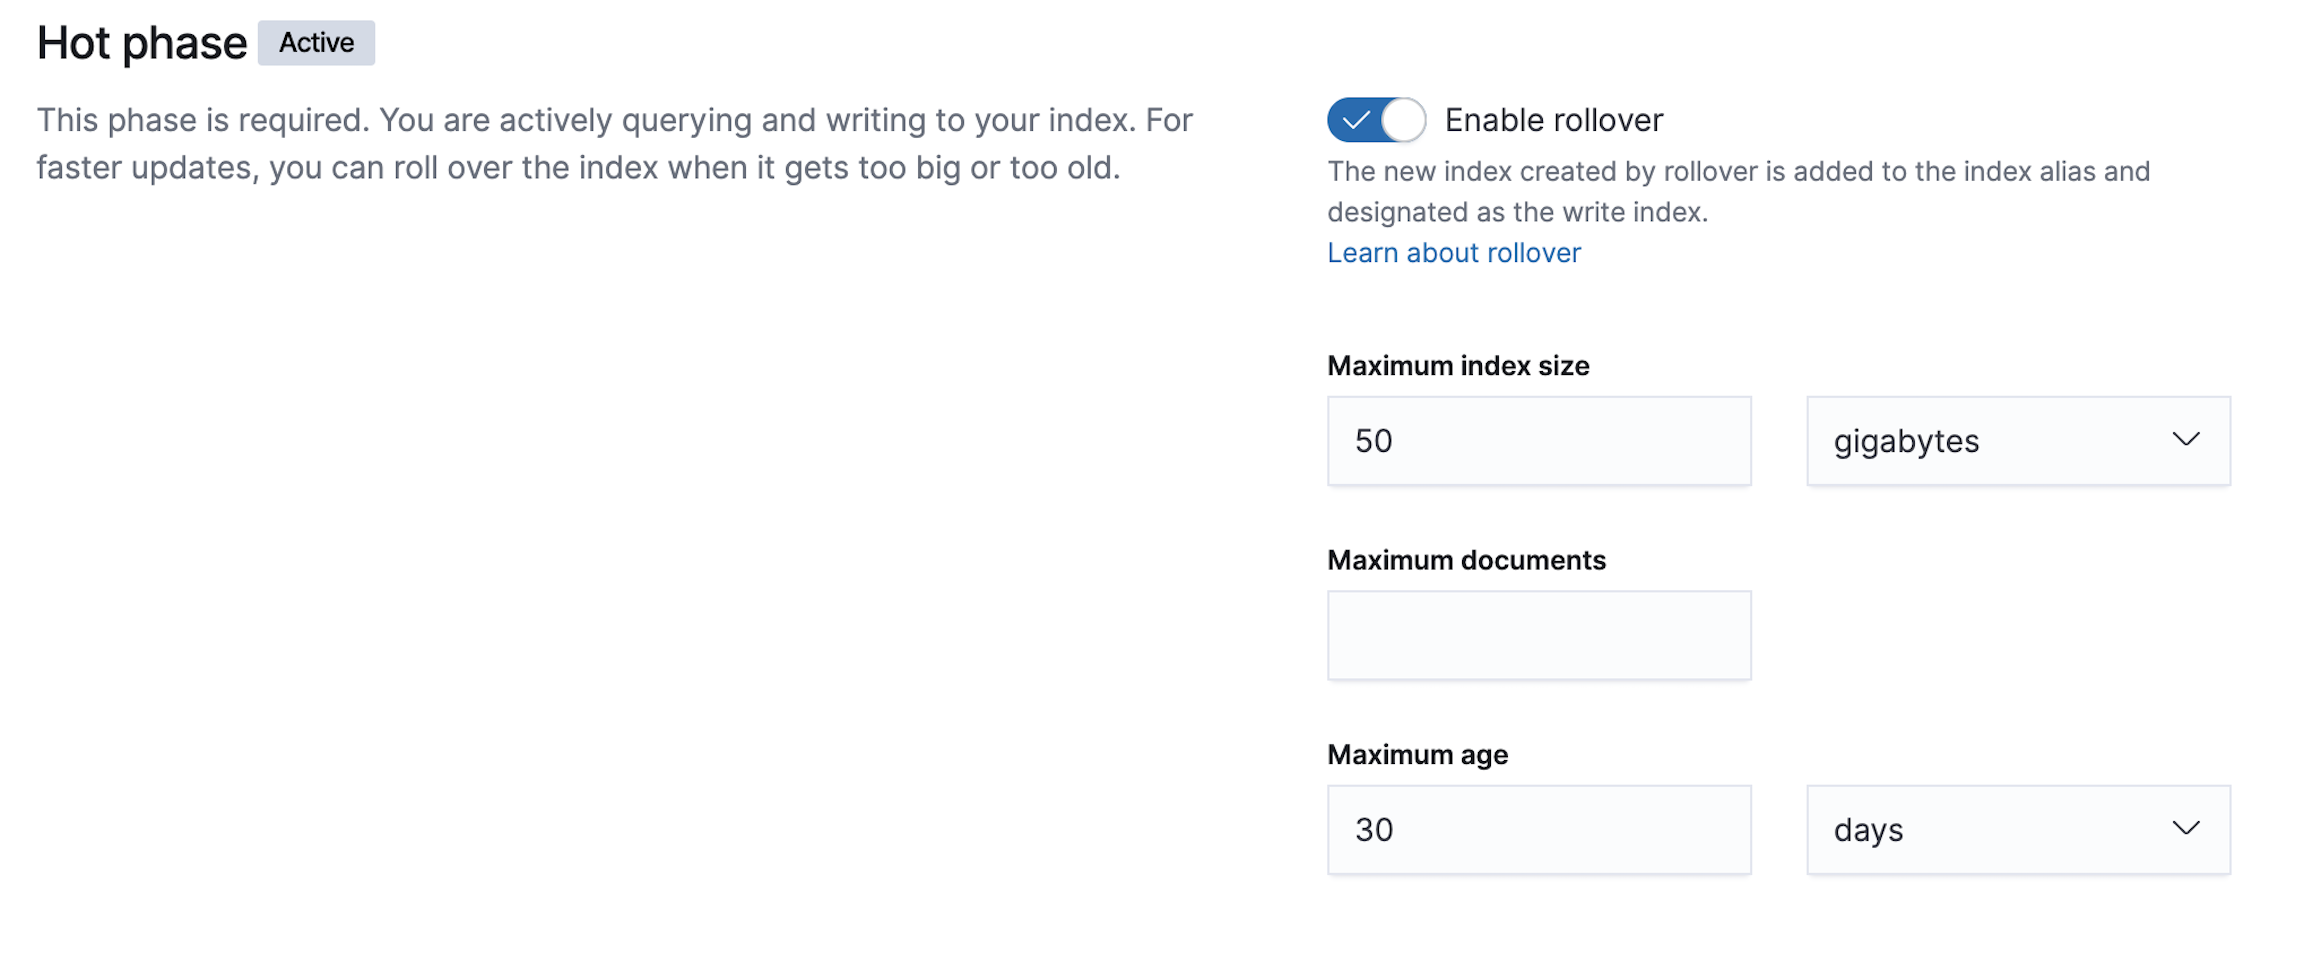 Hot phase Active
This phase is required. You are actively querying and writing to your index. For
faster updates, you can roll over the index when it gets too big or too old.
Enable rollover
The new index created by rollover is added to the index alias and
designated as the write index.
Learn about rollover
Maximum index size
50 gigabytes
Maximum documents
Maximum age
30 days